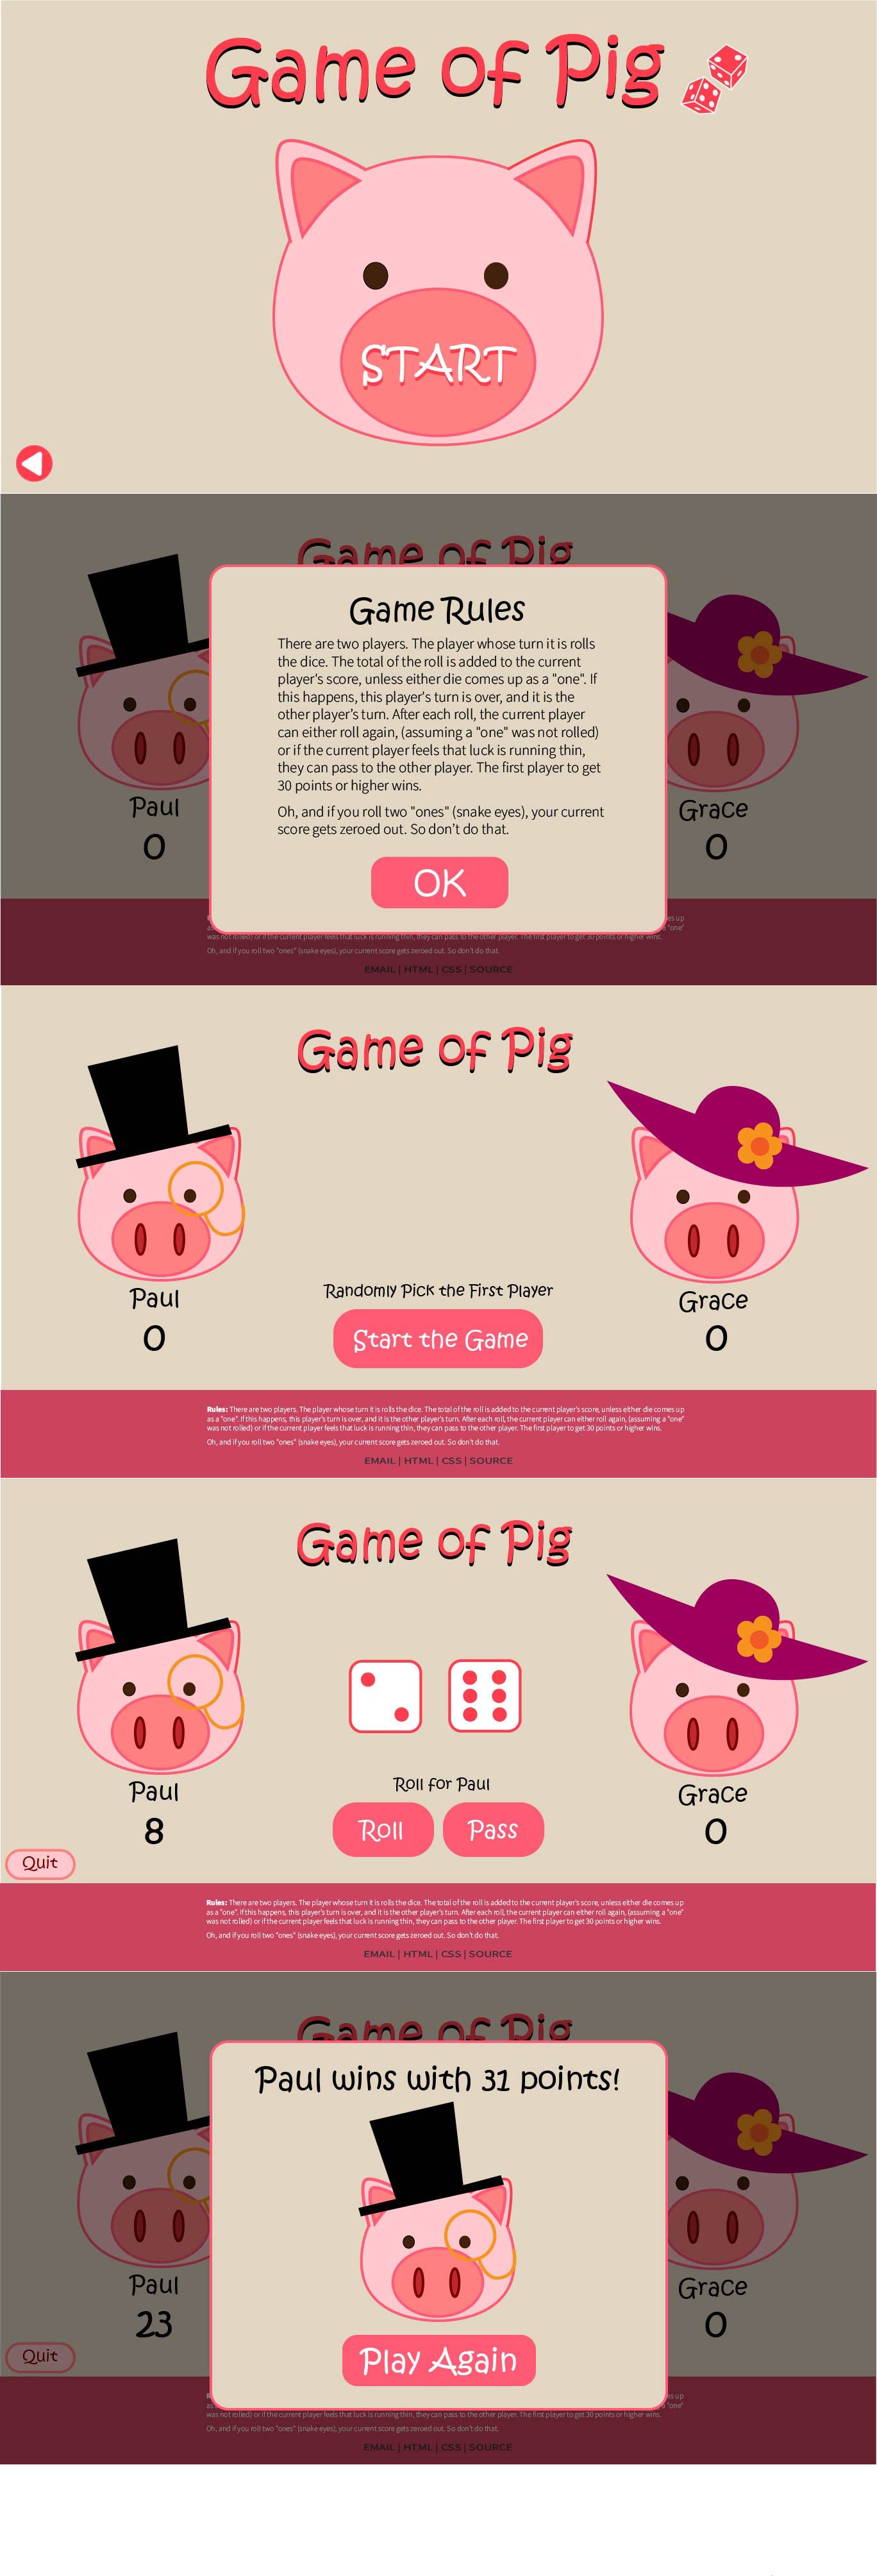 Game of Pig
START
Game of Pig
Game Rules
There are two players. The player whose turn it is rolls
the dice. The total of the roll is added to the current
player's score, unless either die comes up as a "one". If
this happens, this player's turn is over, and it is the
other player's turn. After each roll, the current player
can either roll again, (assuming a "one" was not rolled)
or if the current player feels that luck is running thin,
they can pass to the other player. The first player to get
30 points or higher wins.
Oh, and if you roll two "ones" (snake eyes), your current
score gets zeroed out. So don't do that.
OK
Paul
0
Grace
0
es up
"one"
was not rolled) or if the current player feels that luck is running thin, they can pass to the other player. The first player to get 30 points or higher wins.
Oh, and if you roll two "ones" (snake eyes), your current score gets zeroed out. So don't do that.
EMAIL | HTML | CSS | SOURCE
Game of Pig
Paul
0
Randomly Pick the First Player
Start the Game
Grace
0
Rules: There are two players. The player whose turn it is rolls the dice. The total of the roll is added to the current player's score, unless either die comes up
as a "one". If this happens, this player's turn is over, and it is the other player's turn. After each roll, the current player can either roll again, (assuming a "one"
was not rolled) or if the current player feels that luck is running thin, they can pass to the other player. The first player to get 30 points or higher wins.
Oh, and if you roll two "ones" (snake eyes), your current score gets zeroed out. So don't do that.
EMAIL | HTML | CSS | SOURCE
Game of Pig
Paul
8
Roll for Paul
Roll Pass
Grace
0
Quit
Rules: There are two players. The player whose turn it is rolls the dice. The total of the roll is added to the current player's score, unless either die comes up
as a "one". If this happens, this player's turn is over, and it is the other player's turn. After each roll, the current player can either roll again, (assuming a "one"
was not rolled) or if the current player feels that luck is running thin, they can pass to the other player. The first player to get 30 points or higher wins.
Oh, and if you roll two "ones" (snake eyes), your current score gets zeroed out. So don't do that.
EMAIL | HTML | CSS | SOURCE
Game of Pig
Paul wins with 31 points!
Play Again
Paul
23
Grace
0
Quit
es up
"one"
was not rolled) or if the current player feels that luck is running thin, they can pass to the other player. The first player to get 30 points or higher wins.
Oh, and if you roll two "ones" (snake eyes), your current score gets zeroed out. So don't do that.
EMAIL | HTML | CSS | SOURCE